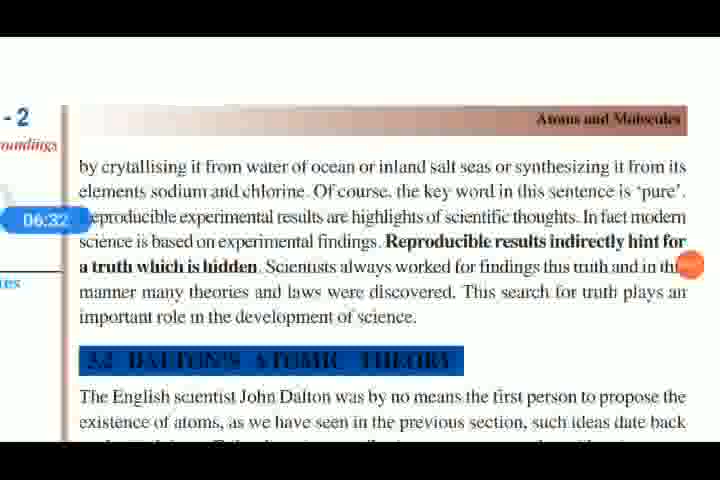 - 2
Atoms and Molecules
oundings
by crytallising it from water of ocean or inland salt seas or synthesizing it from its
elements sodium and chlorine. Of course, the key word in this sentence is 'pure'.
06:32
eproducible experimental results are highlights of scientific thoughts. In fact modern
science is based on experimental findings. Reproducible results indirectly hint for
a truth which is hidden. Scientists always worked for findings this truth and in
manner many theories and laws were discovered. This search for truth plays an
important role in the development of science.
3.2 DALTON'S ATOMIC THEORY
The English scientist John Dalton was by no means the first person to propose the
existence of atoms, as we have seen in the previous section, such ideas date back